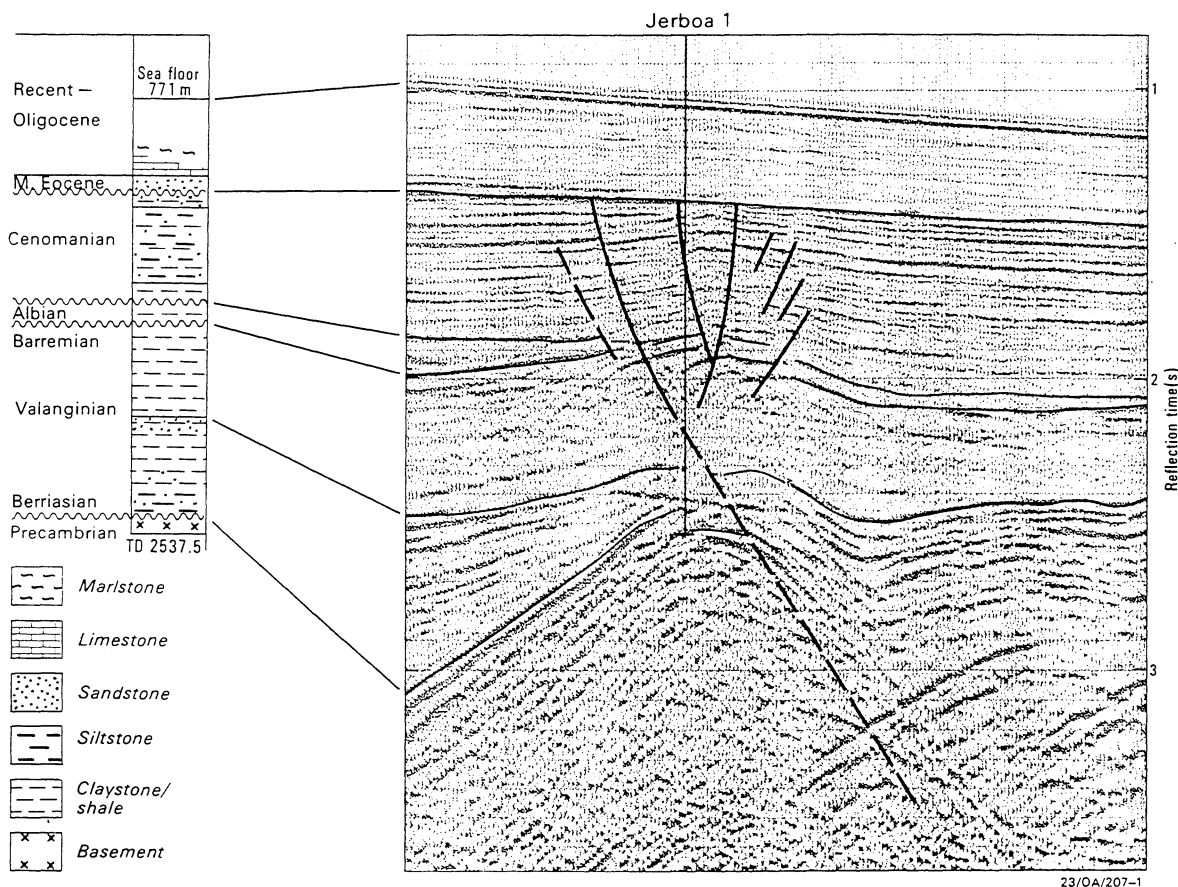 Jerboa 1
Sea floor
771 m
Recent –
Oligocene
M. Eocene
Cenomanian
Albian
Barremian
Valanginian
Berriasian
Precambrian
TD 2537.5
Marlstone
Limestone
Sandstone
Siltstone
Claystone/
shale
Basement
1
2
3
Reflection time(s)
23/OA/207–1